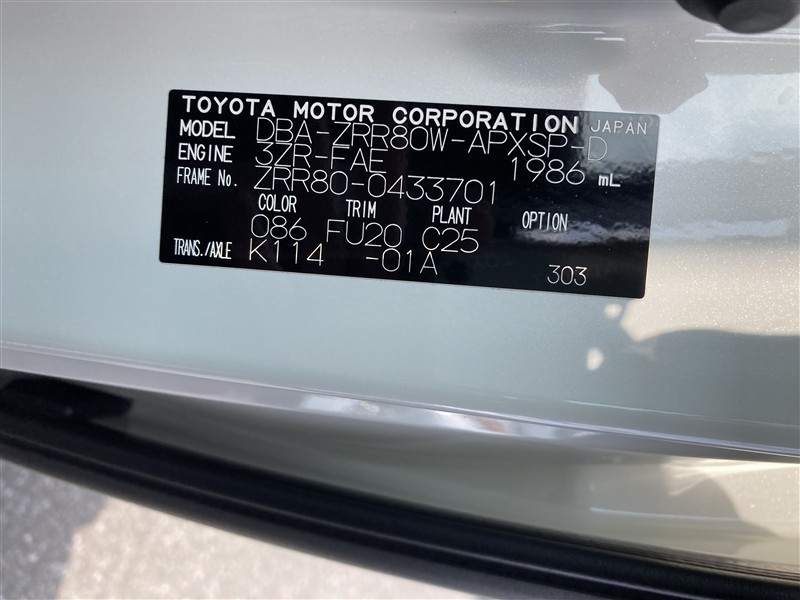 TOYOTA MOTOR CORPORATION JAPAN
MODEL DBA-ZRR80W-APXSP-D
ENGINE 3ZR-FAE 1986 mL
FRAME No. ZRR80-0433701
COLOR TRIM PLANT OPTION
086 FU20 C25
TRANS./AXLE K114 -01A 303